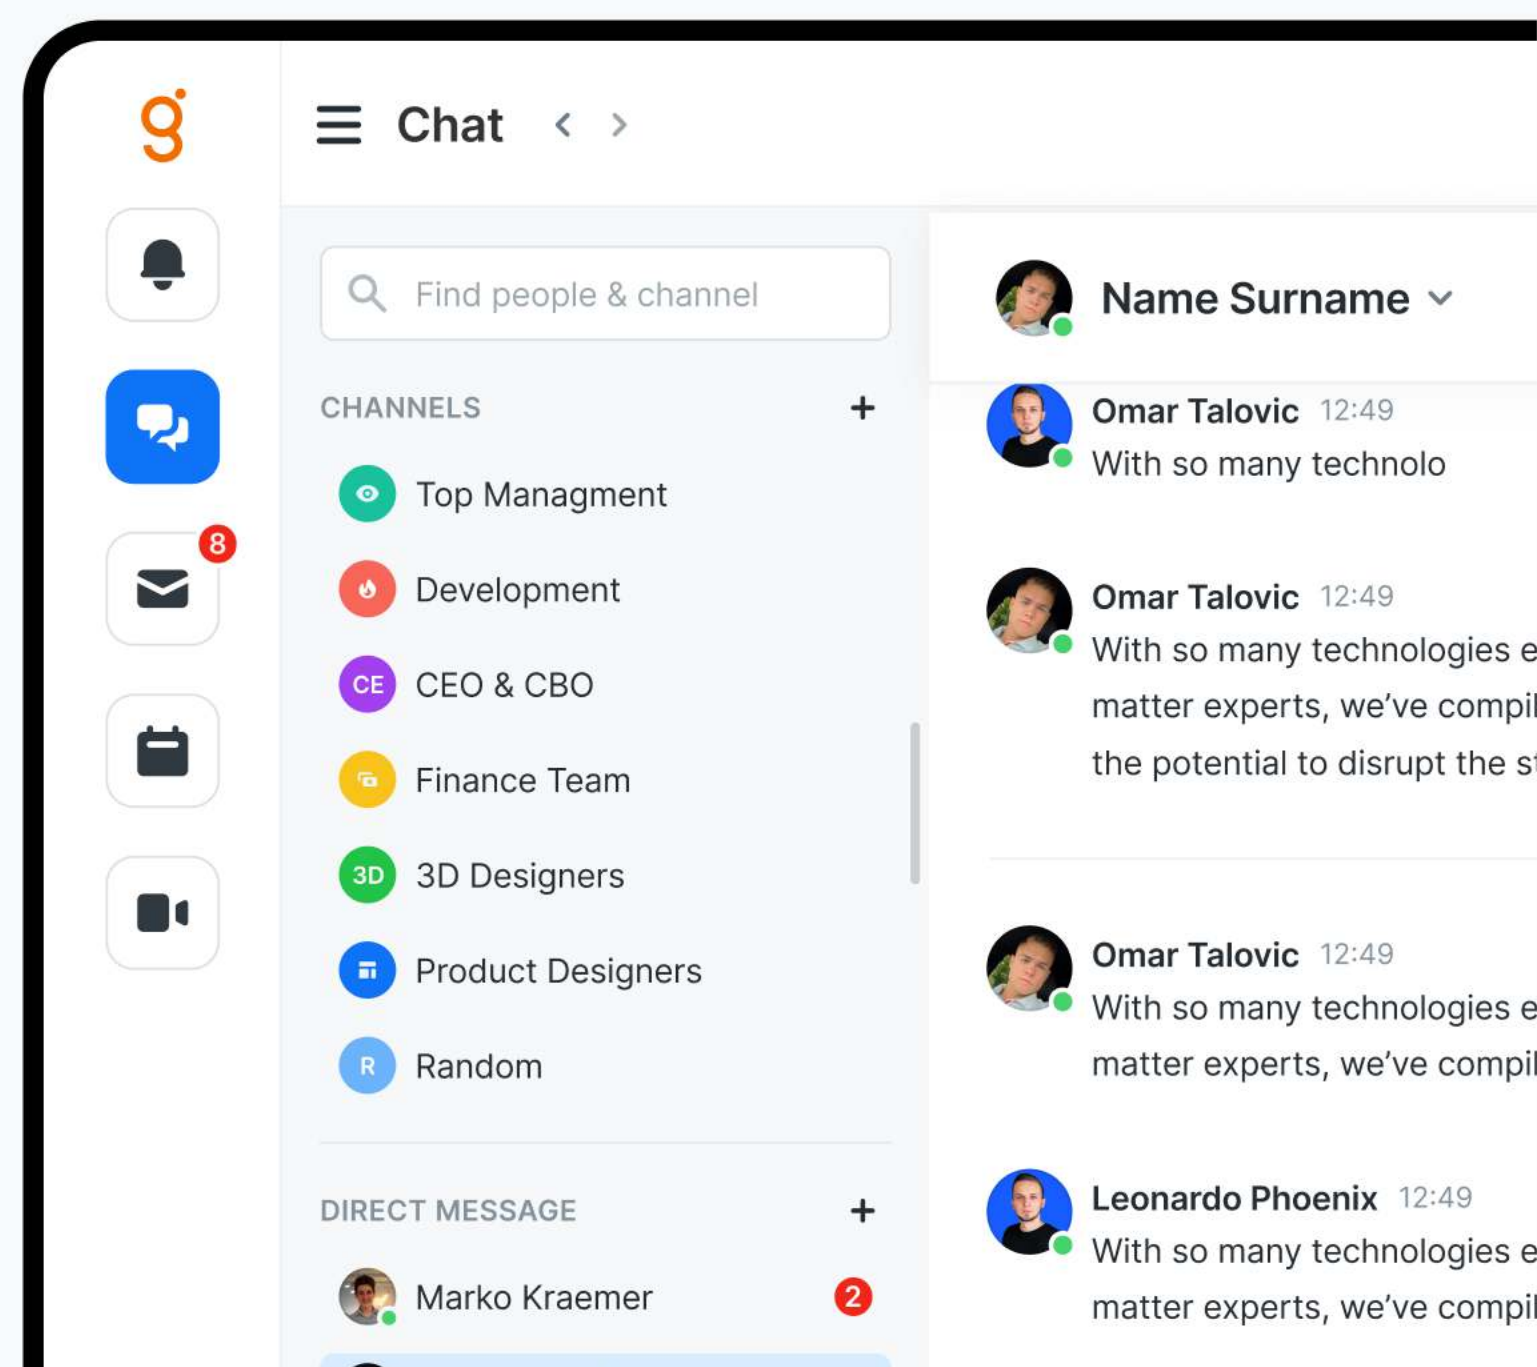 g
Chat
8
Find people & channel
CHANNELS
Top Managment
Development
CE CEO & CBO
Finance Team
3D 3D Designers
Product Designers
R Random
DIRECT MESSAGE
Marko Kraemer 2
Name Surname
Omar Talovic 12:49
With so many technolo
Omar Talovic 12:49
With so many technologies e
matter experts, we’ve compil
the potential to disrupt the st
Omar Talovic 12:49
With so many technologies e
matter experts, we’ve compil
Leonardo Phoenix 12:49
With so many technologies e
matter experts, we’ve compil